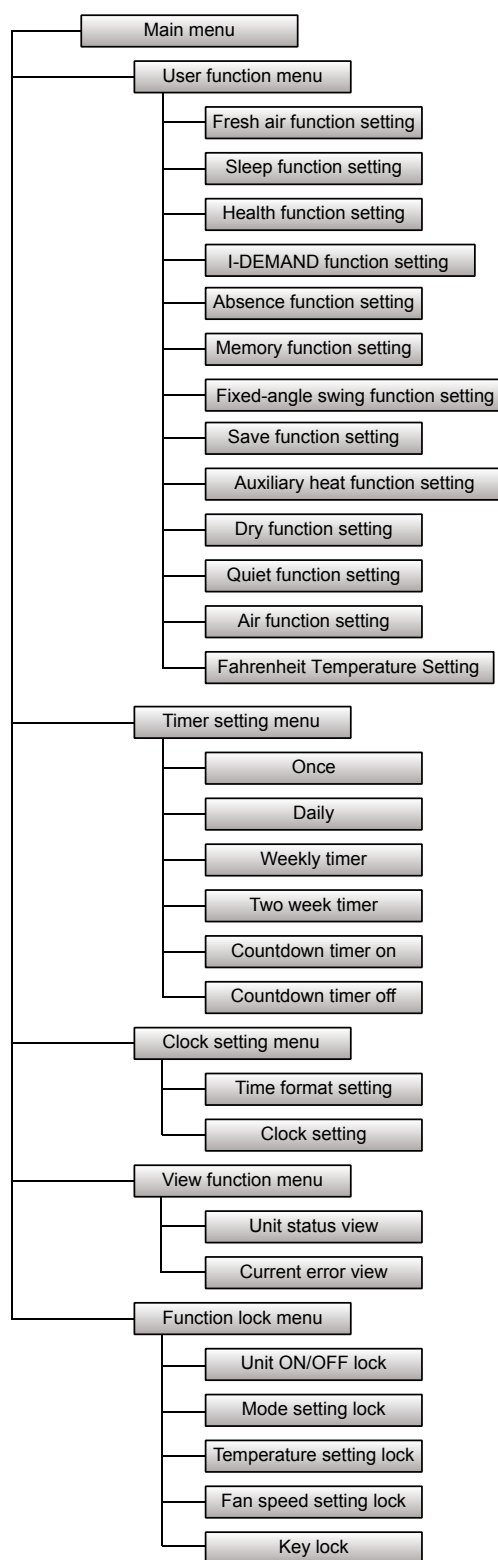 Main menu
User function menu
Fresh air function setting
Sleep function setting
Health function setting
I-DEMAND function setting
Absence function setting
Memory function setting
Fixed-angle swing function setting
Save function setting
Auxiliary heat function setting
Dry function setting
Quiet function setting
Air function setting
Fahrenheit Temperature Setting
Timer setting menu
Once
Daily
Weekly timer
Two week timer
Countdown timer on
Countdown timer off
Clock setting menu
Time format setting
Clock setting
View function menu
Unit status view
Current error view
Function lock menu
Unit ON/OFF lock
Mode setting lock
Temperature setting lock
Fan speed setting lock
Key lock